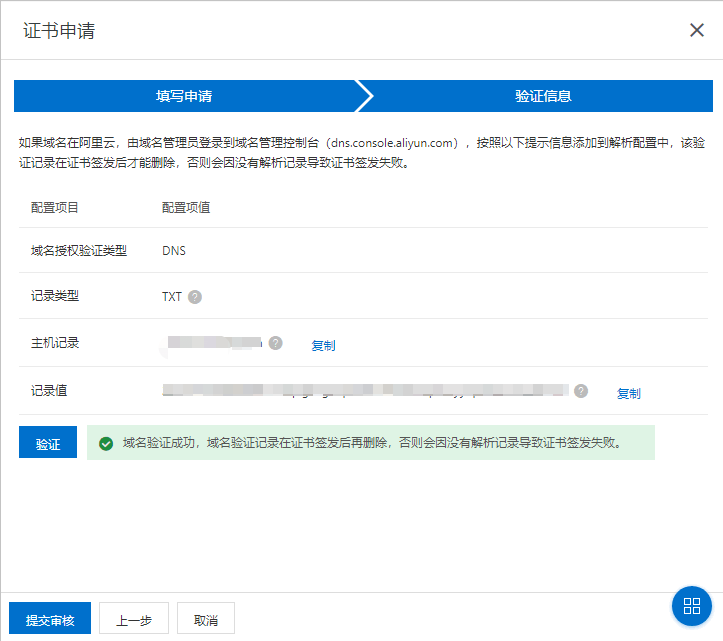 证书申请
填写申请
验证信息
如果域名在阿里云，由域名管理员登录到域名管理控制台（dns.console.aliyun.com），按照以下提示信息添加到解析配置中，该验
证记录在证书签发后才能删除，否则会因没有解析记录导致证书签发失败。
配置项目 配置项值
域名授权验证类型 DNS
记录类型 TXT ?
主机记录 ? 复制
记录值 ? 复制
验证 域名验证成功，域名验证记录在证书签发后再删除，否则会因没有解析记录导致证书签发失败。
提交审核 上一步 取消